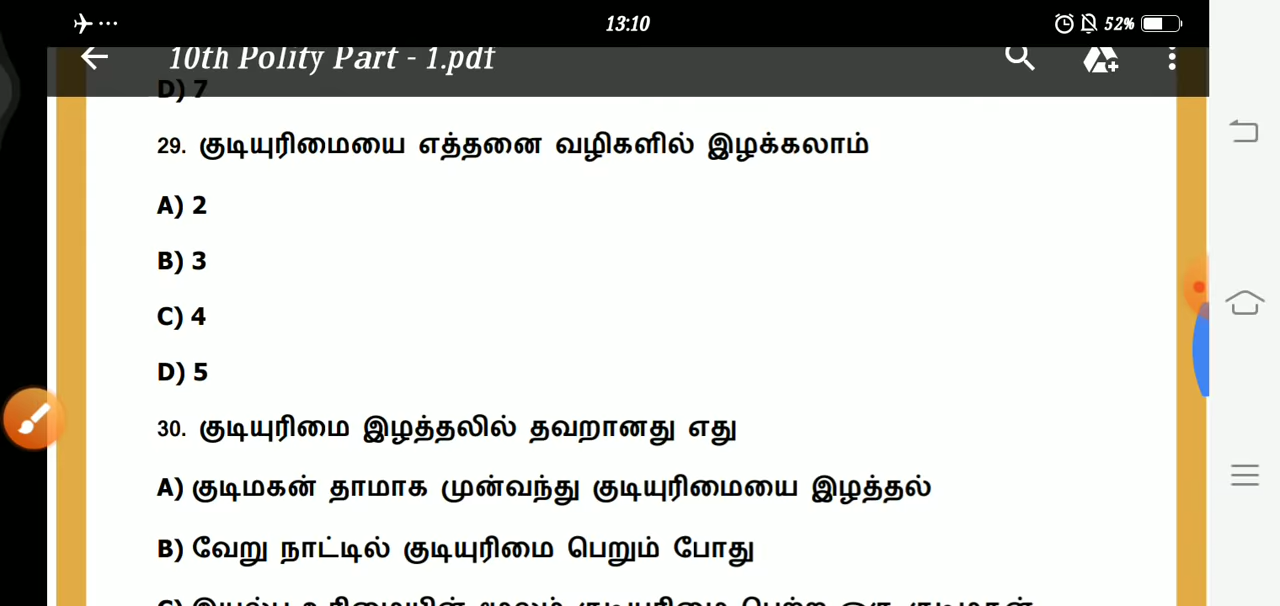 13:10
52%
10th Polity Part - 1.pdf
D) 7
29. குடியுரிமையை எத்தனை வழிகளில் இழக்கலாம்
A) 2
B) 3
C) 4
D) 5
30. குடியுரிமை இழத்தலில் தவறானது எது
A) குடிமகன் தாமாக முன்வந்து குடியுரிமையை இழத்தல்
B) வேறு நாட்டில் குடியுரிமை பெறும் போது